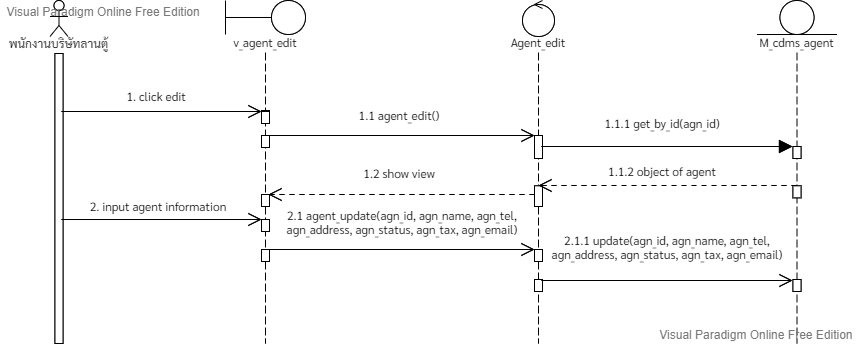 Visual Paradigm Online Free Edition
พนักงานบริษัทลานตู้
v_agent_edit
Agent_edit
M_cdms_agent
1. click edit
1.1 agent_edit()
1.1.1 get_by_id(agn_id)
1.1.2 object of agent
1.2 show view
2. input agent information
2.1 agent_update(agn_id, agn_name, agn_tel,
agn_address, agn_status, agn_tax, agn_email)
2.1.1 update(agn_id, agn_name, agn_tel,
agn_address, agn_status, agn_tax, agn_email)
Visual Paradigm Online Free Edition